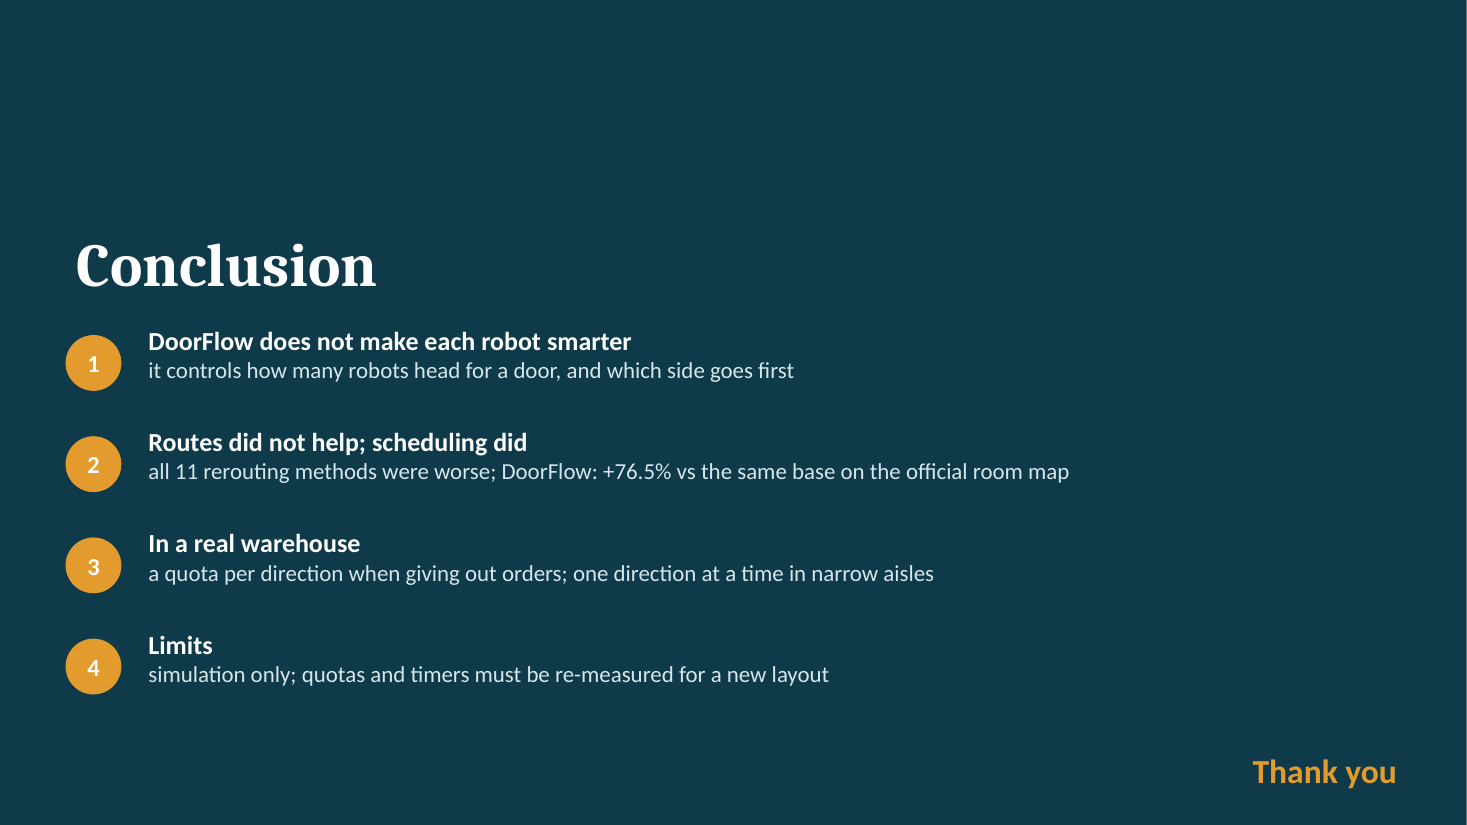 Conclusion
1
DoorFlow does not make each robot smarter
it controls how many robots head for a door, and which side goes first
2
Routes did not help; scheduling did
all 11 rerouting methods were worse; DoorFlow: +76.5% vs the same base on the official room map
3
In a real warehouse
a quota per direction when giving out orders; one direction at a time in narrow aisles
4
Limits
simulation only; quotas and timers must be re-measured for a new layout
Thank you